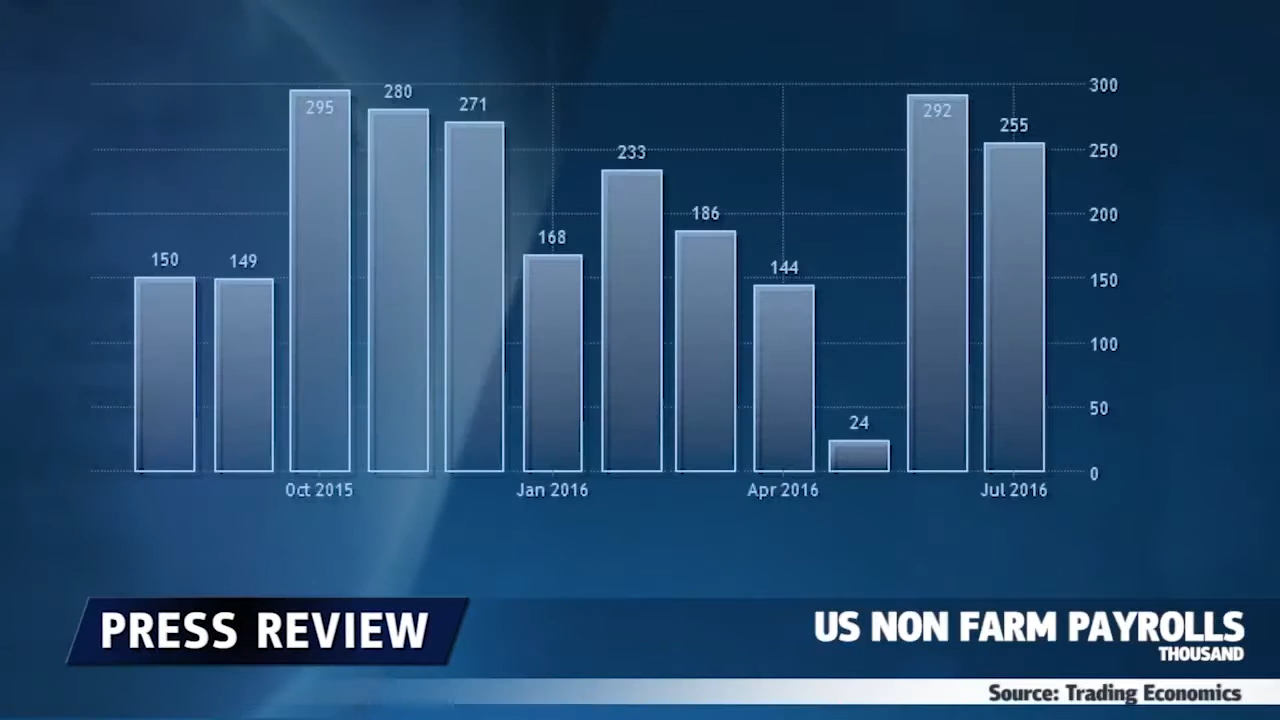 300
295
280
271
292
255
250
233
200
186
168
150
149
144
150
100
50
24
0
Oct 2015
Jan 2016
Apr 2016
Jul 2016
PRESS REVIEW
US NON FARM PAYROLLS
THOUSAND
Source: Trading Economics